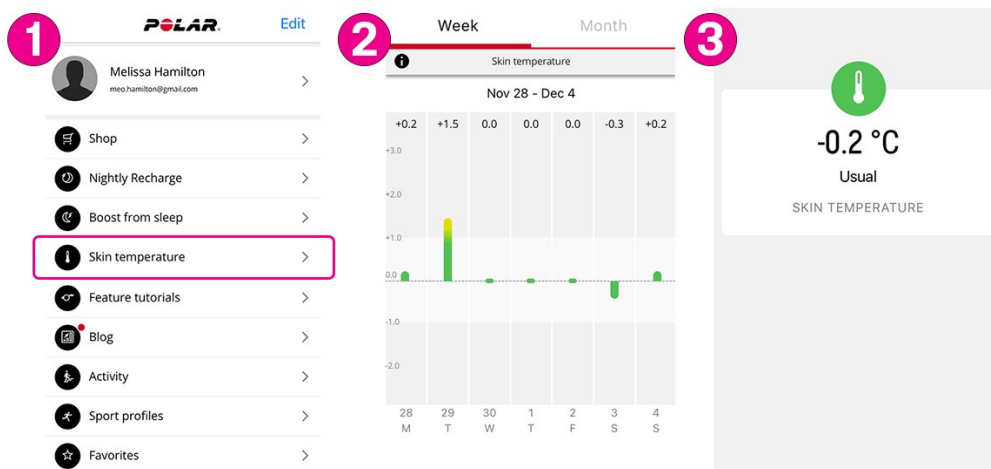 1
POLAR.
Edit
Melissa Hamilton
meo.hamilton@gmail.com
Shop
Nightly Recharge
Boost from sleep
Skin temperature
Feature tutorials
Blog
Activity
Sport profiles
Favorites
2
Week Month
Skin temperature
Nov 28 - Dec 4
+0.2 +1.5 0.0 0.0 0.0 -0.3 +0.2
+3.0
+2.0
+1.0
0.0
-1.0
-2.0
28 29 30 1 2 3 4
M T W T F S S
3
-0.2 °C
Usual
SKIN TEMPERATURE